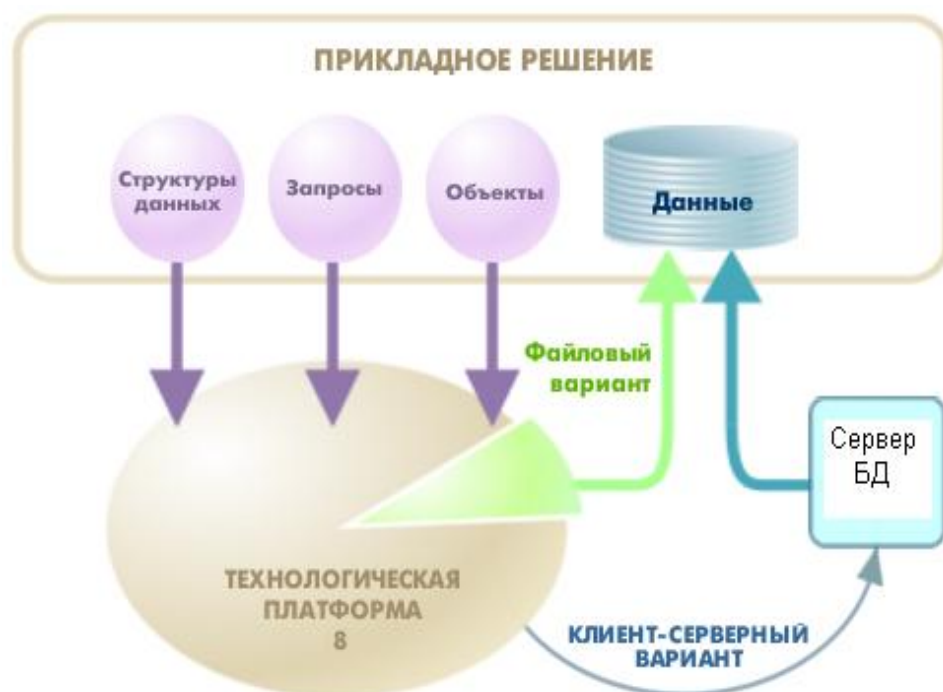 ПРИКЛАДНОЕ РЕШЕНИЕ
Структуры
данных
Запросы
Объекты
Данные
Файловый
вариант
Сервер
БД
ТЕХНОЛОГИЧЕСКАЯ
ПЛАТФОРМА
8
КЛИЕНТ-СЕРВЕРНЫЙ
ВАРИАНТ